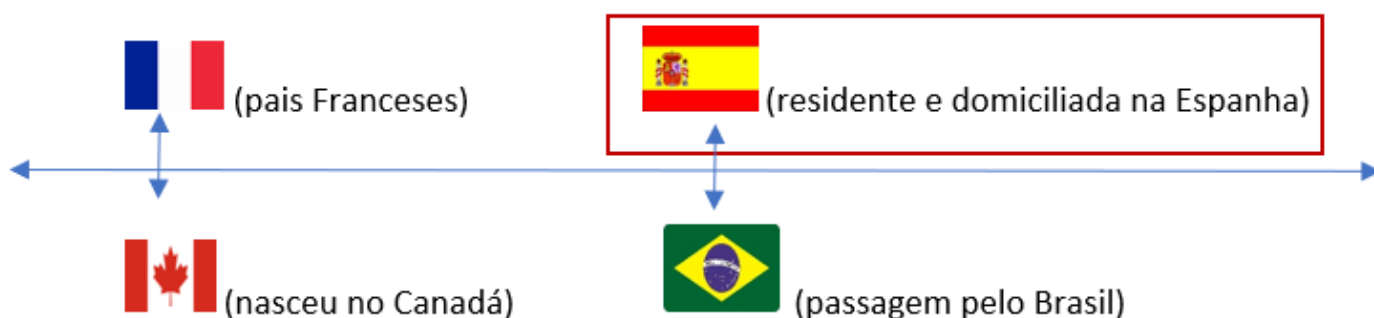 (pais Franceses)
(residente e domiciliada na Espanha)
(nasceu no Canadá)
(passagem pelo Brasil)